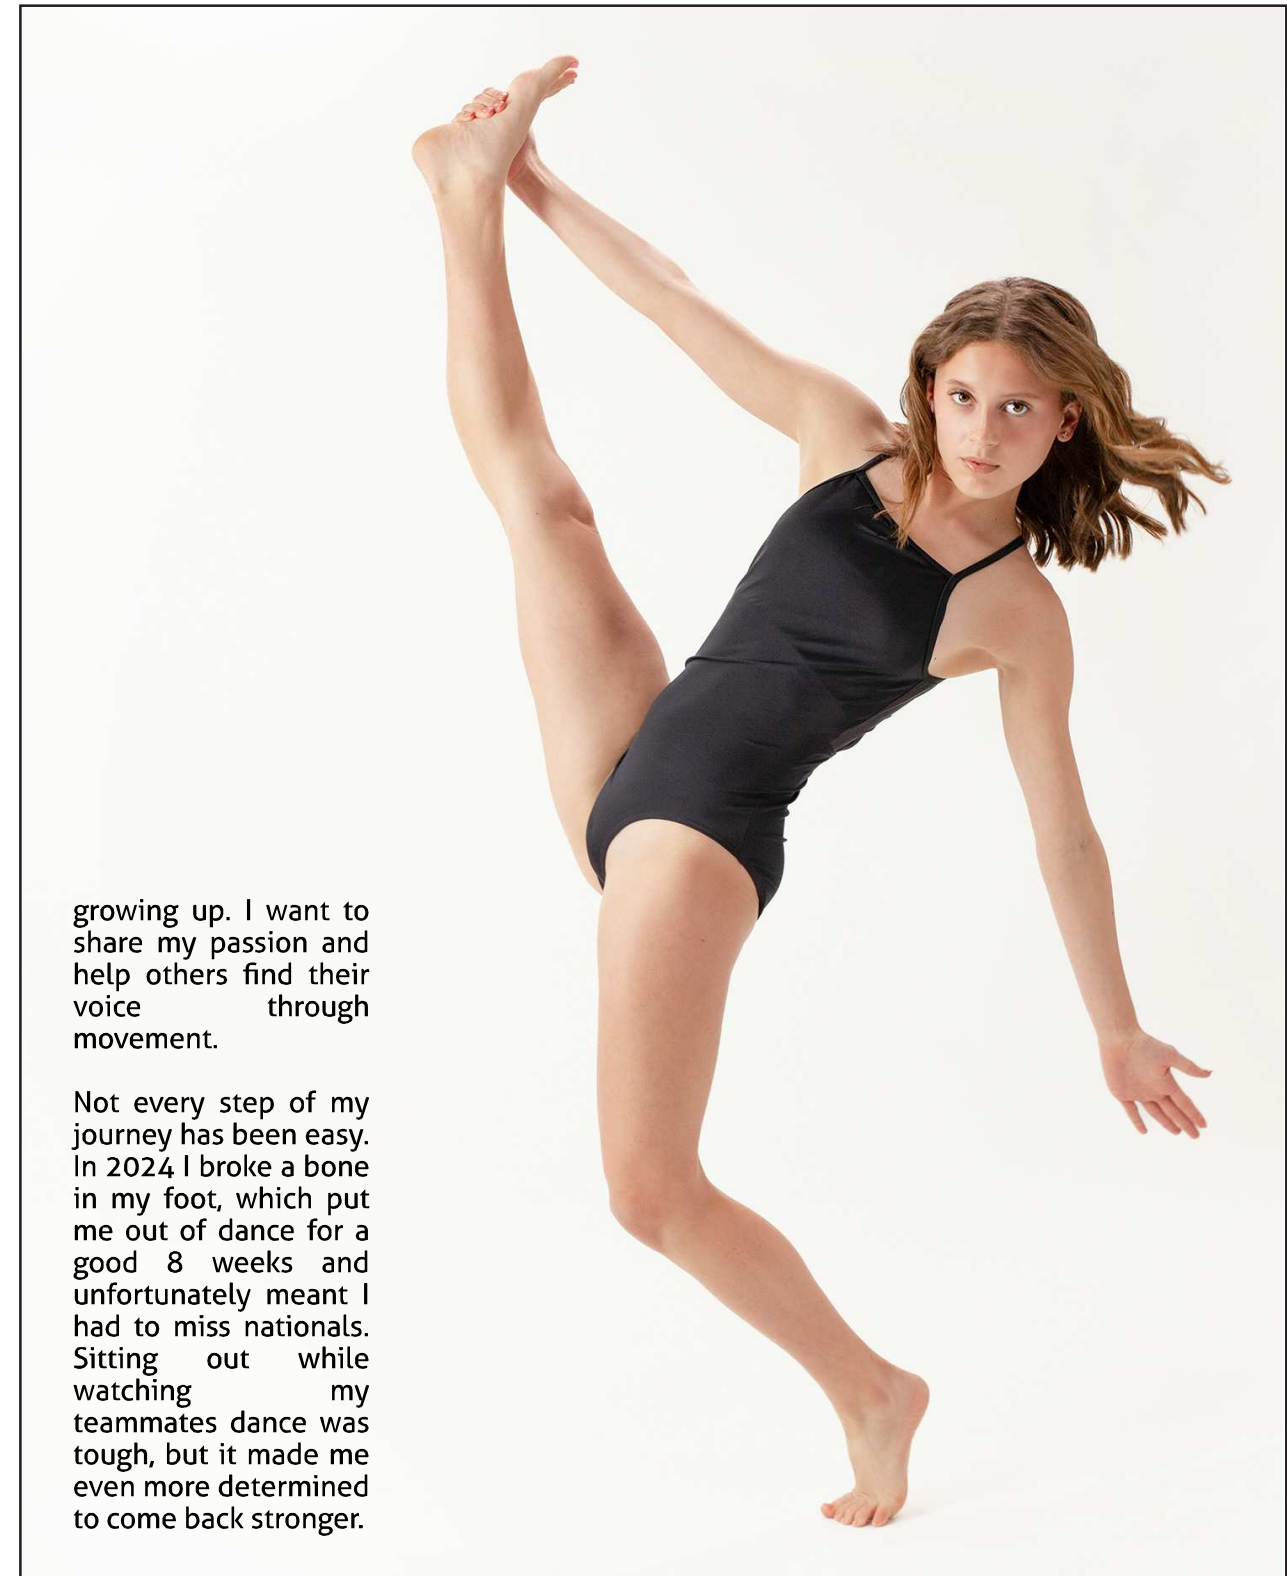 growing up. I want to
share my passion and
help others find their
voice through
movement.
Not every step of my
journey has been easy.
In 2024 I broke a bone
in my foot, which put
me out of dance for a
good 8 weeks and
unfortunately meant I
had to miss nationals.
Sitting out while
watching my
teammates dance was
tough, but it made me
even more determined
to come back stronger.